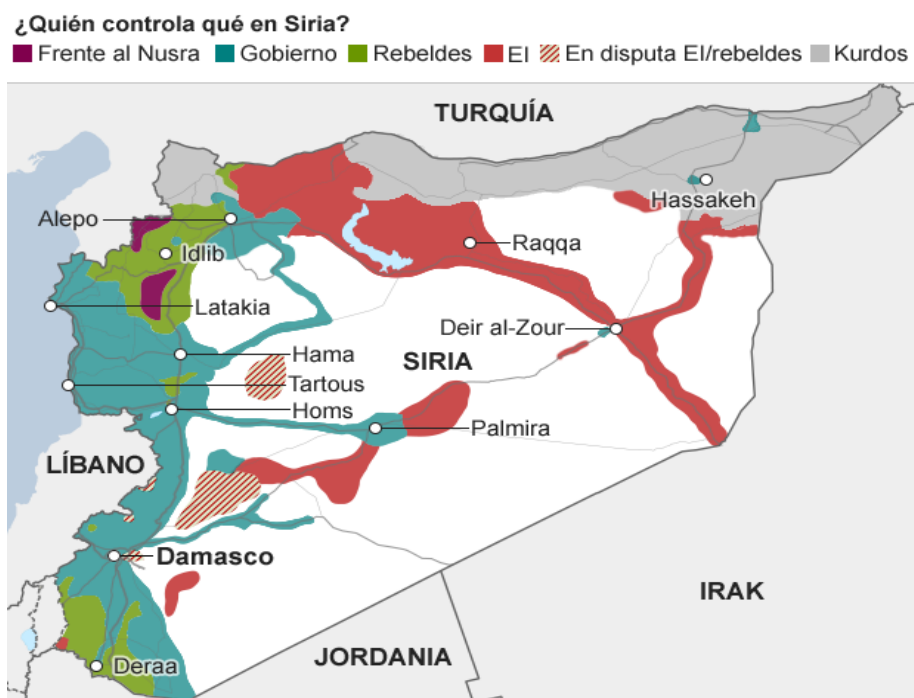 ¿Quién controla qué en Siria?
Frente al Nusra Gobierno Rebeldes EI En disputa EI/rebeldes Kurdos
TURQUÍA
Hassakeh
Alepo
Raqqa
Idlib
Latakia
Deir al-Zour
Hama
SIRIA
Tartous
Homs
Palmira
LÍBANO
Damasco
IRAK
JORDANIA
Deraa